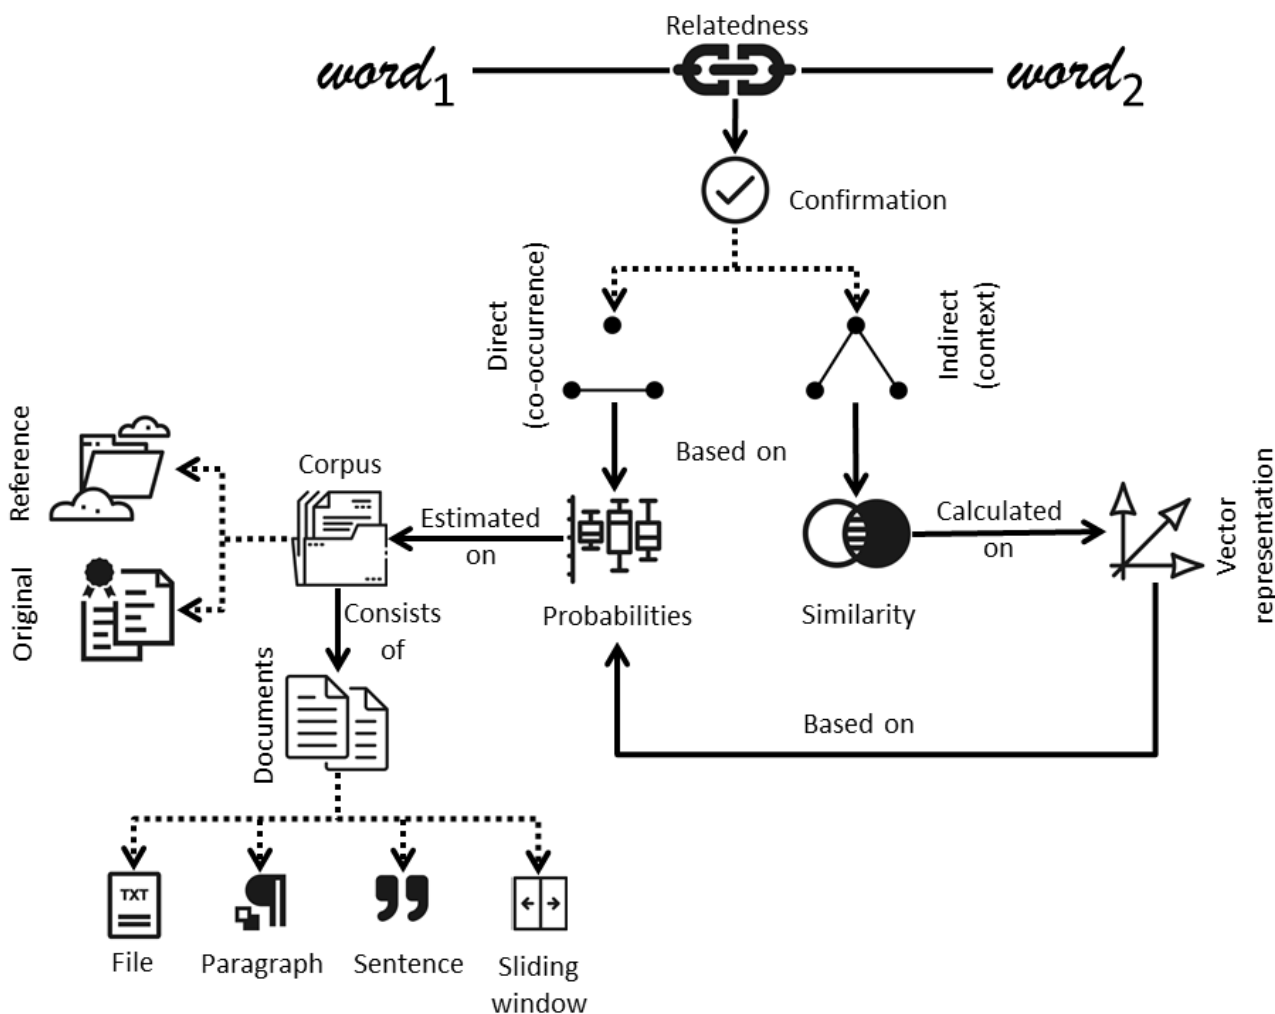 Relatedness
word1
word2
Confirmation
Direct
(co-occurrence)
Indirect
(context)
Based on
Reference
Corpus
Estimated
on
Calculated
on
Vector
representation
Original
Consists
of
Probabilities
Similarity
Documents
Based on
TXT
File
Paragraph
Sentence
Sliding
window